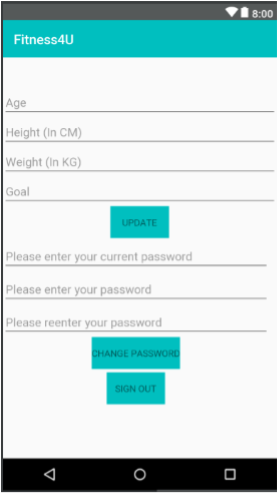 8:00
Fitness4U
Age
Height (In CM)
Weight (In KG)
Goal
UPDATE
Please enter your current password
Please enter your password
Please reenter your password
CHANGE PASSWORD
SIGN OUT